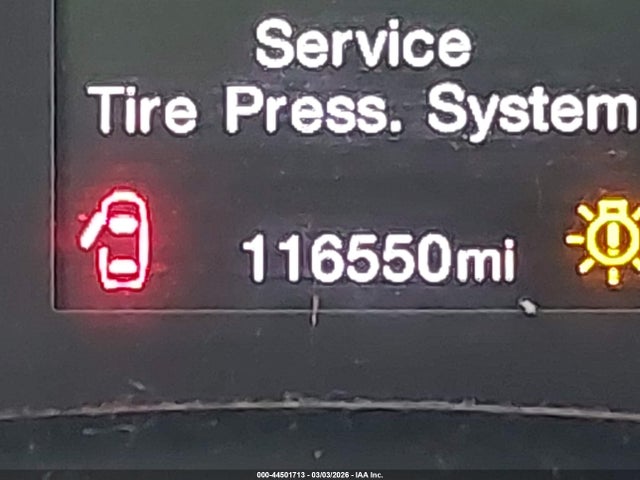 Service
Tire Press. System
116550mi
000-44501713 - 03/03/2026 - IAA Inc.